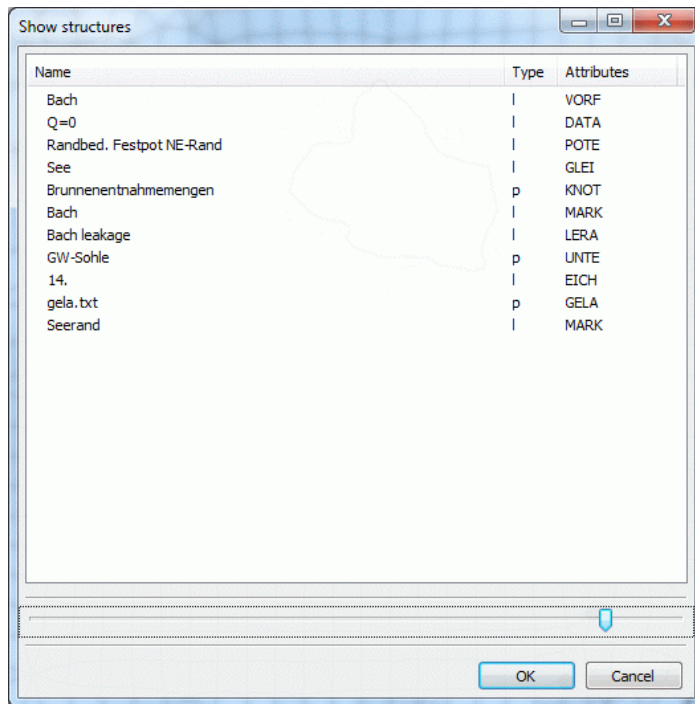 Show structures
Name Type Attributes
Bach l VORF
Q=0 l DATA
Randbed. Festpot NE-Rand l POTE
See l GLEI
Brunnenentnahmemengen p KNOT
Bach l MARK
Bach leakage l LERA
GW-Sohle p UNTE
14. l EICH
gela.txt p GELA
Seerand l MARK
OK Cancel